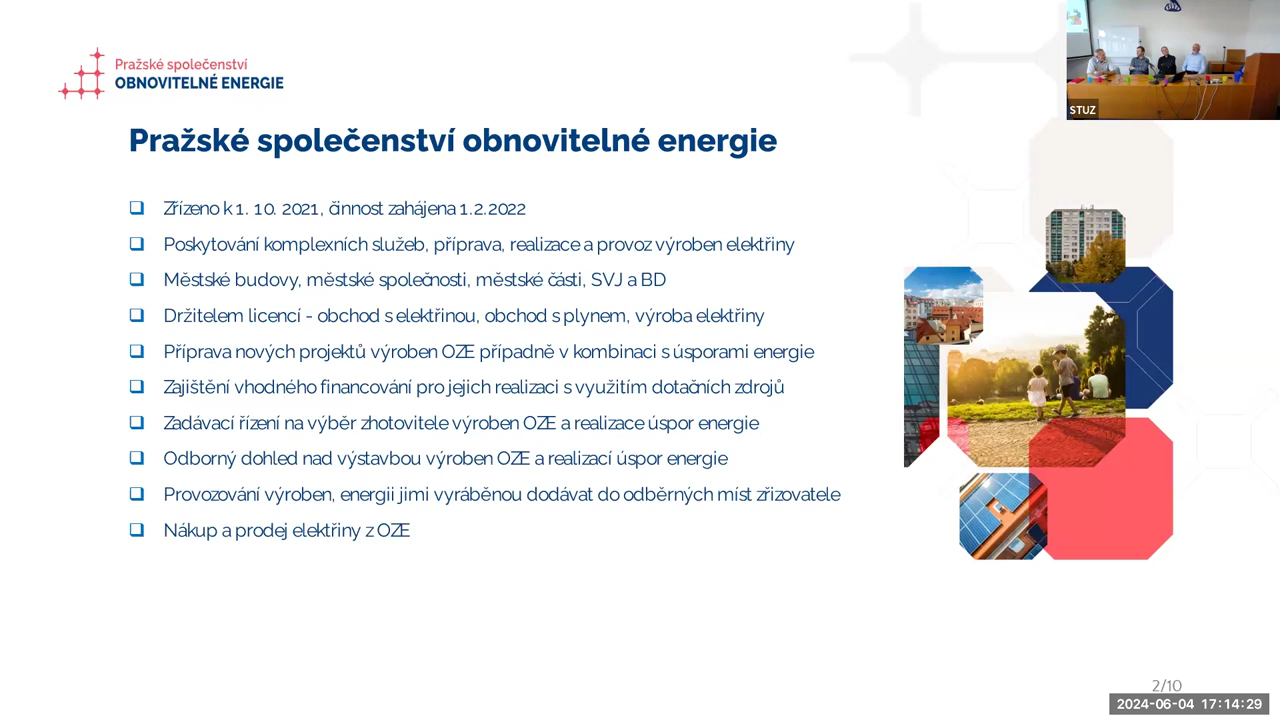 Pražské společenství
OBNOVITELNÉ ENERGIE
STUZ
Pražské společenství obnovitelné energie
❑ Zřízeno k 1. 10. 2021, činnost zahájena 1.2.2022
❑ Poskytování komplexních služeb, příprava, realizace a provoz výroben elektřiny
❑ Městské budovy, městské společnosti, městské části, SVJ a BD
❑ Držitelem licencí - obchod s elektřinou, obchod s plynem, výroba elektřiny
❑ Příprava nových projektů výroben OZE případně v kombinaci s úsporami energie
❑ Zajištění vhodného financování pro jejich realizaci s využitím dotačních zdrojů
❑ Zadávací řízení na výběr zhotovitele výroben OZE a realizace úspor energie
❑ Odborný dohled nad výstavbou výroben OZE a realizací úspor energie
❑ Provozování výroben, energii jimi vyráběnou dodávat do odběrných míst zřizovatele
❑ Nákup a prodej elektřiny z OZE
2/10
2024-06-04 17:14:29